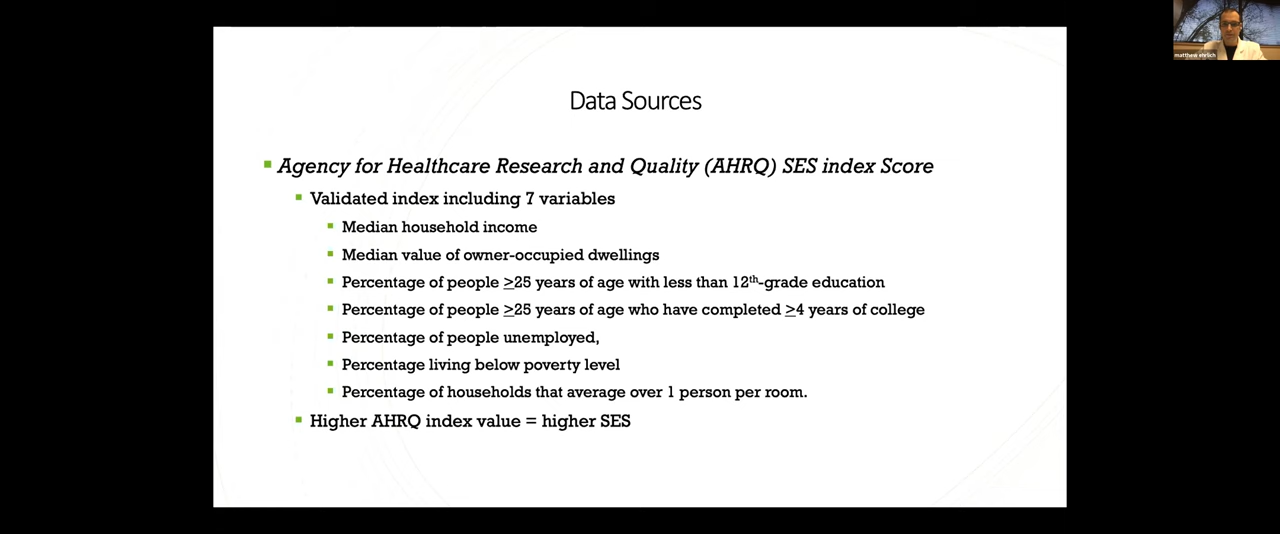 Data Sources
Agency for Healthcare Research and Quality (AHRQ) SES index Score
Validated index including 7 variables
Median household income
Median value of owner-occupied dwellings
Percentage of people ≥25 years of age with less than 12th-grade education
Percentage of people ≥25 years of age who have completed ≥4 years of college
Percentage of people unemployed,
Percentage living below poverty level
Percentage of households that average over 1 person per room.
Higher AHRQ index value = higher SES
matthew ehrlich